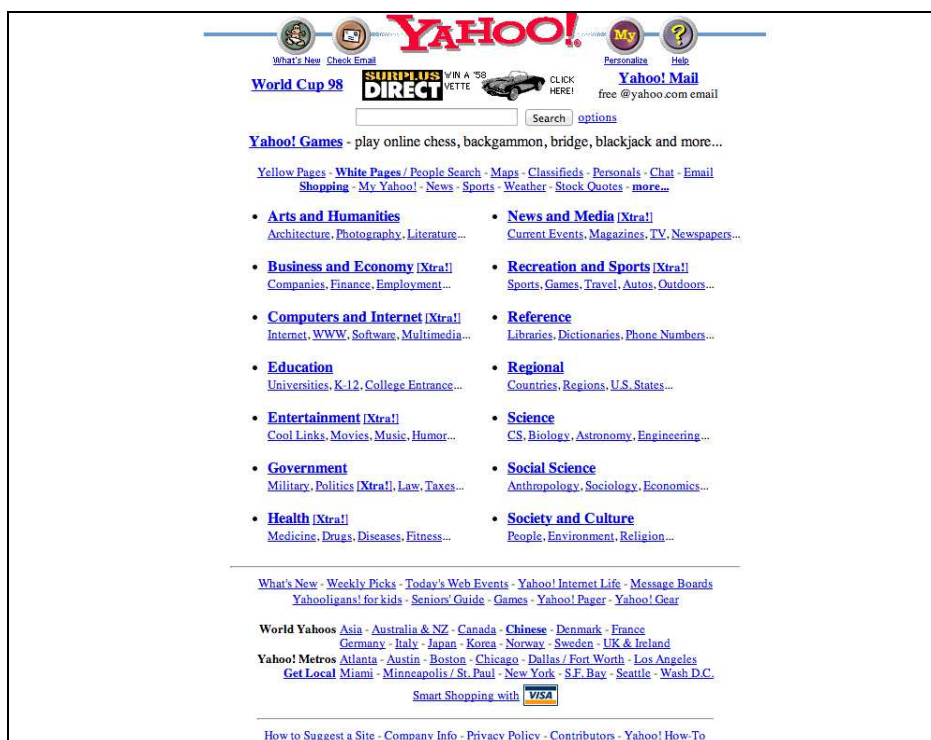 YAHOO!
What's New Check Email My Personalize ? Help
World Cup 98
SURPLUS DIRECT WIN A '58 VETTE CLICK HERE!
Yahoo! Mail
free @yahoo.com email
Search options
Yahoo! Games - play online chess, backgammon, bridge, blackjack and more...
Yellow Pages - White Pages / People Search - Maps - Classifieds - Personals - Chat - Email
Shopping - My Yahoo! - News - Sports - Weather - Stock Quotes - more...
• Arts and Humanities
Architecture, Photography, Literature...
• News and Media [Xtra!]
Current Events, Magazines, TV, Newspapers...
• Business and Economy [Xtra!]
Companies, Finance, Employment...
• Recreation and Sports [Xtra!]
Sports, Games, Travel, Autos, Outdoors...
• Computers and Internet [Xtra!]
Internet, WWW, Software, Multimedia...
• Reference
Libraries, Dictionaries, Phone Numbers...
• Education
Universities, K-12, College Entrance...
• Regional
Countries, Regions, U.S. States...
• Entertainment [Xtra!]
Cool Links, Movies, Music, Humor...
• Science
CS, Biology, Astronomy, Engineering...
• Government
Military, Politics [Xtra!], Law, Taxes...
• Social Science
Anthropology, Sociology, Economics...
• Health [Xtra!]
Medicine, Drugs, Diseases, Fitness...
• Society and Culture
People, Environment, Religion...
What's New - Weekly Picks - Today's Web Events - Yahoo! Internet Life - Message Boards
Yahooligans! for kids - Seniors' Guide - Games - Yahoo! Pager - Yahoo! Gear
World Yahoos Asia - Australia & NZ - Canada - Chinese - Denmark - France
Germany - Italy - Japan - Korea - Norway - Sweden - UK & Ireland
Yahoo! Metros Atlanta - Austin - Boston - Chicago - Dallas / Fort Worth - Los Angeles
Get Local Miami - Minneapolis / St. Paul - New York - S.F. Bay - Seattle - Wash D.C.
Smart Shopping with VISA
How to Suggest a Site - Company Info - Privacy Policy - Contributors - Yahoo! How-To